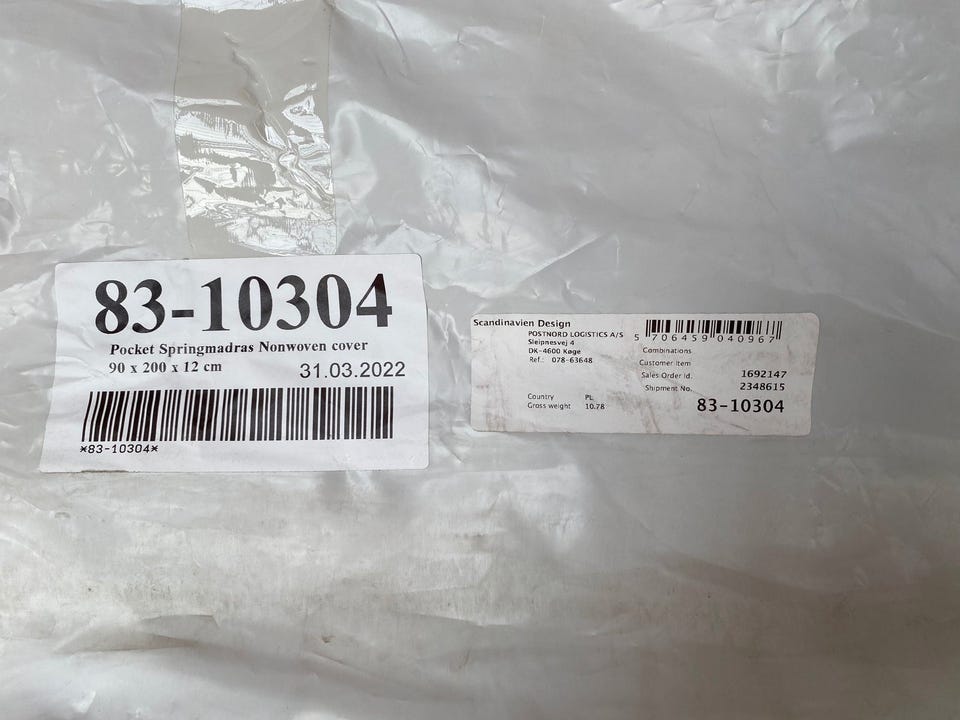 83-10304
Pocket Springmadras Nonwoven cover
90 x 200 x 12 cm
31.03.2022
*83-10304*
Scandinavien Design
POSTNORD LOGISTICS A/S
Sleipnesvej 4
DK-4600 Køge
Ref.: 078-63648
Country PL
Gross weight 10.78
5 706459 040967
Combinations
Customer Item
Sales Order Id. 1692147
Shipment No. 2348615
83-10304